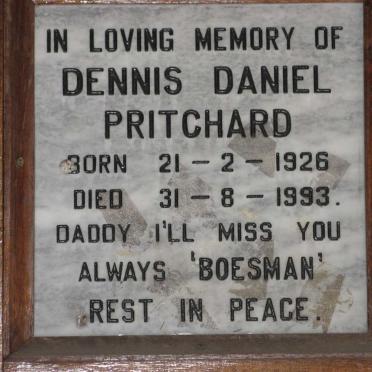 IN LOVING MEMORY OF
DENNIS DANIEL
PRITCHARD
BORN 21 - 2 - 1926
DIED 31 - 8 - 1993.
DADDY I'LL MISS YOU
ALWAYS 'BOESMAN'
REST IN PEACE.